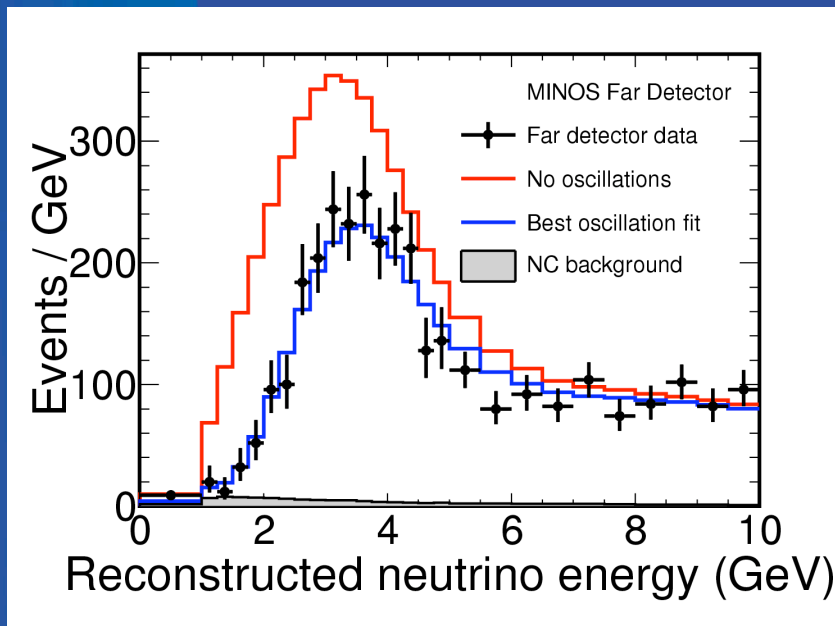 MINOS Far Detector
Far detector data
No oscillations
Best oscillation fit
NC background
Events / GeV
300
200
100
0
0 2 4 6 8 10
Reconstructed neutrino energy (GeV)